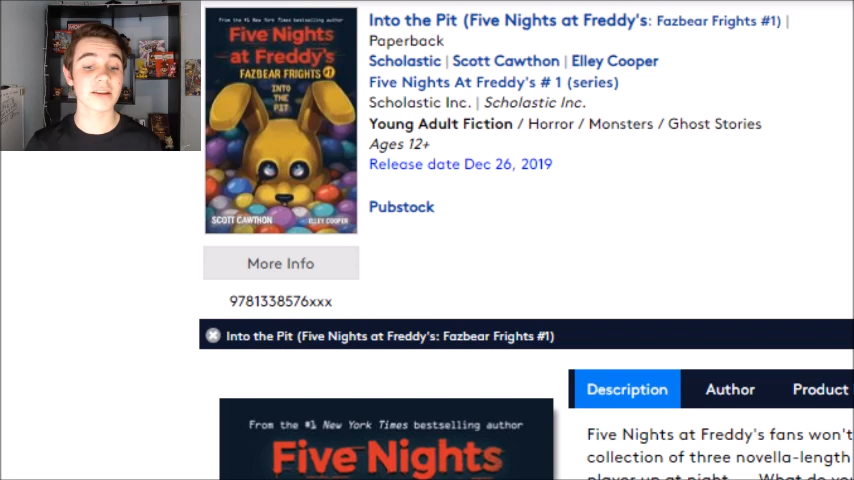 From the #1 New York Times bestselling author
Five Nights
at Freddy's
FAZBEAR FRIGHTS #1
INTO
THE
PIT
SCOTT CAWTHON
ELLEY COOPER
Into the Pit (Five Nights at Freddy's: Fazbear Frights #1) |
Paperback
Scholastic | Scott Cawthon | Elley Cooper
Five Nights At Freddy's # 1 (series)
Scholastic Inc. | Scholastic Inc.
Young Adult Fiction / Horror / Monsters / Ghost Stories
Ages 12+
Release date Dec 26, 2019
Pubstock
More Info
9781338576xxx
Into the Pit (Five Nights at Freddy's: Fazbear Frights #1)
From the #1 New York Times bestselling author
Five Nights
Description
Author
Product
Five Nights at Freddy's fans won't
collection of three novella-length
player up at night